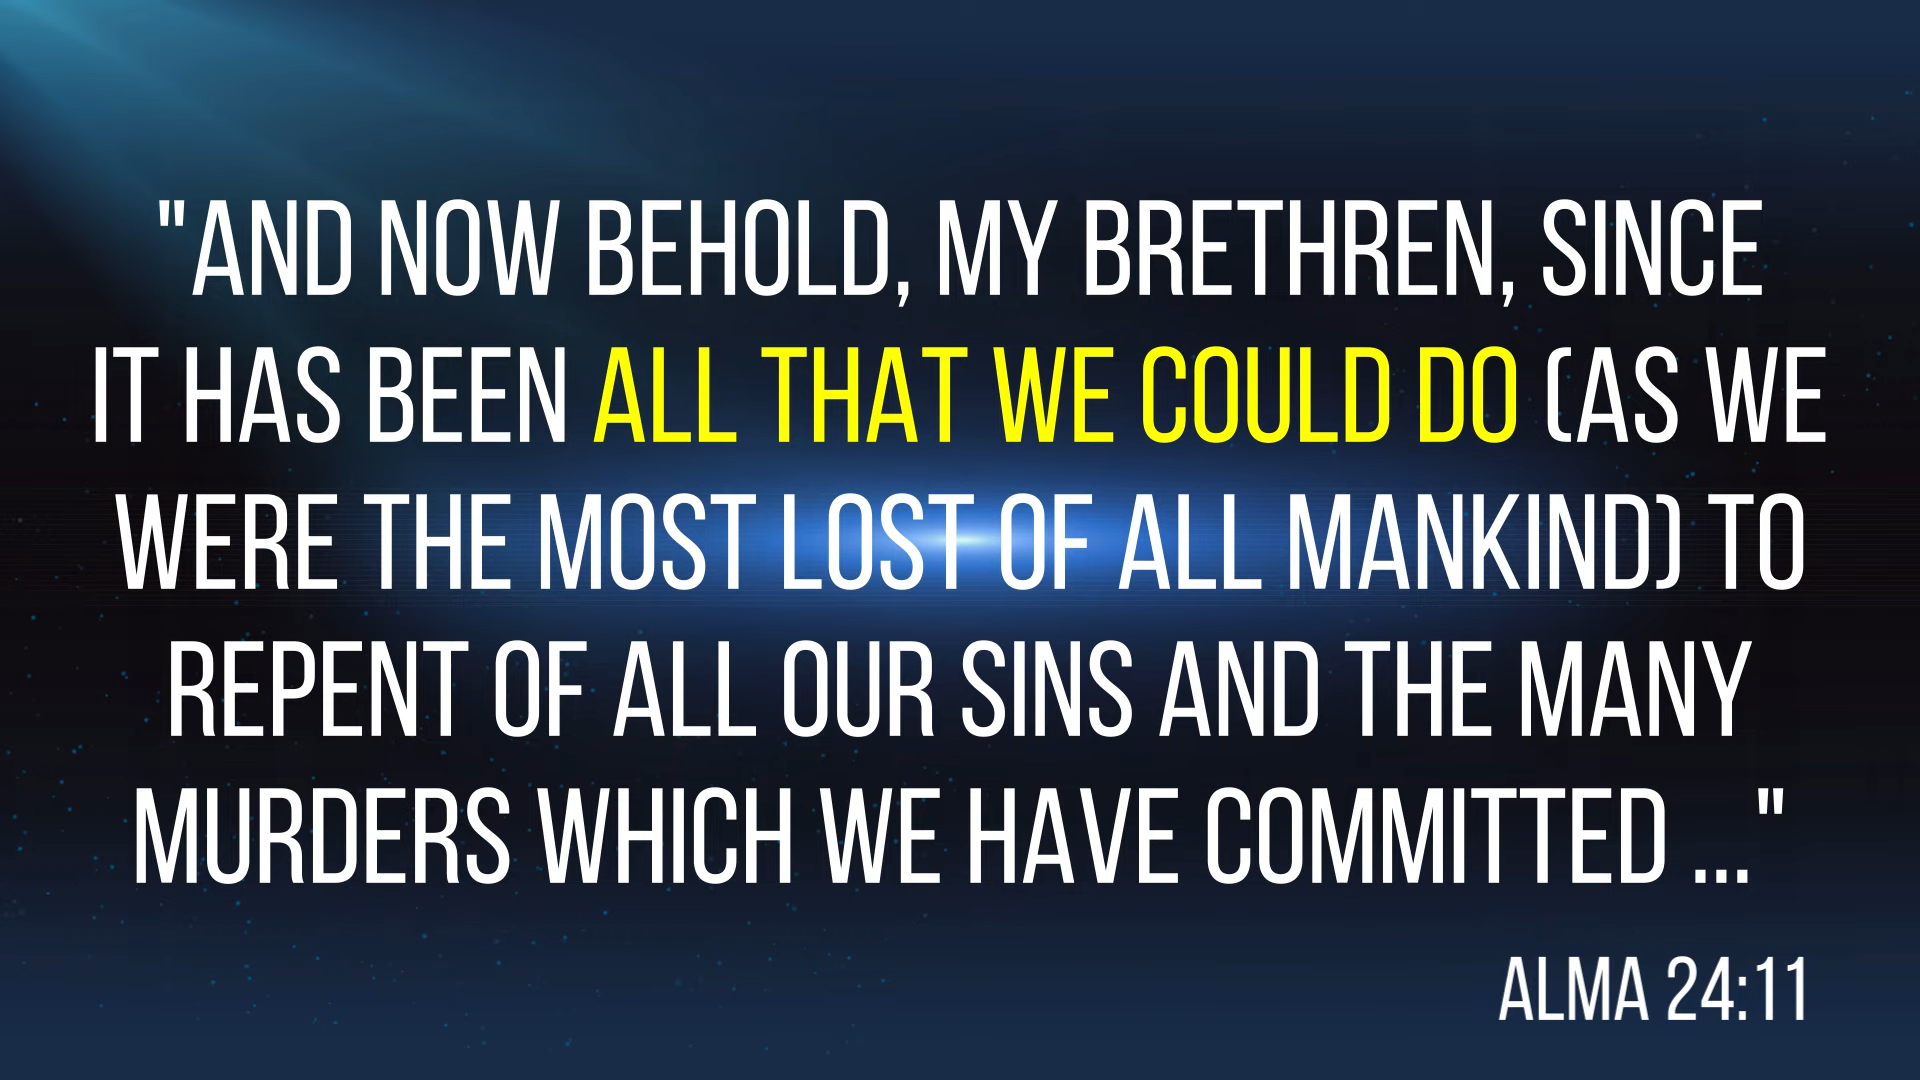 "AND NOW BEHOLD, MY BRETHREN, SINCE
IT HAS BEEN ALL THAT WE COULD DO (AS WE
WERE THE MOST LOST OF ALL MANKIND) TO
REPENT OF ALL OUR SINS AND THE MANY
MURDERS WHICH WE HAVE COMMITTED ..."
ALMA 24:11